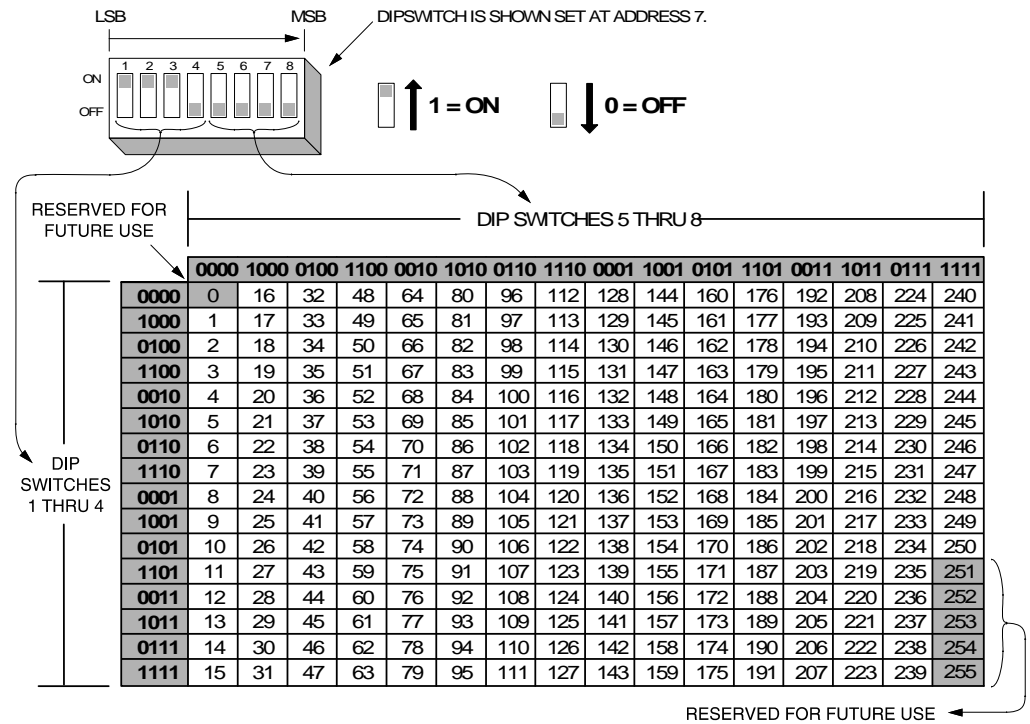 LSB MSB DIPSWITCH IS SHOWN SET AT ADDRESS 7.
1 2 3 4 5 6 7 8
ON
OFF
1 = ON 0 = OFF
RESERVED FOR
FUTURE USE
DIP SWITCHES 5 THRU 8
0000 1000 0100 1100 0010 1010 0110 1110 0001 1001 0101 1101 0011 1011 0111 1111
0000 0 16 32 48 64 80 96 112 128 144 160 176 192 208 224 240
1000 1 17 33 49 65 81 97 113 129 145 161 177 193 209 225 241
0100 2 18 34 50 66 82 98 114 130 146 162 178 194 210 226 242
1100 3 19 35 51 67 83 99 115 131 147 163 179 195 211 227 243
0010 4 20 36 52 68 84 100 116 132 148 164 180 196 212 228 244
1010 5 21 37 53 69 85 101 117 133 149 165 181 197 213 229 245
0110 6 22 38 54 70 86 102 118 134 150 166 182 198 214 230 246
1110 7 23 39 55 71 87 103 119 135 151 167 183 199 215 231 247
0001 8 24 40 56 72 88 104 120 136 152 168 184 200 216 232 248
1001 9 25 41 57 73 89 105 121 137 153 169 185 201 217 233 249
0101 10 26 42 58 74 90 106 122 138 154 170 186 202 218 234 250
1101 11 27 43 59 75 91 107 123 139 155 171 187 203 219 235 251
0011 12 28 44 60 76 92 108 124 140 156 172 188 204 220 236 252
1011 13 29 45 61 77 93 109 125 141 157 173 189 205 221 237 253
0111 14 30 46 62 78 94 110 126 142 158 174 190 206 222 238 254
1111 15 31 47 63 79 95 111 127 143 159 175 191 207 223 239 255
DIP
SWITCHES
1 THRU 4
RESERVED FOR FUTURE USE